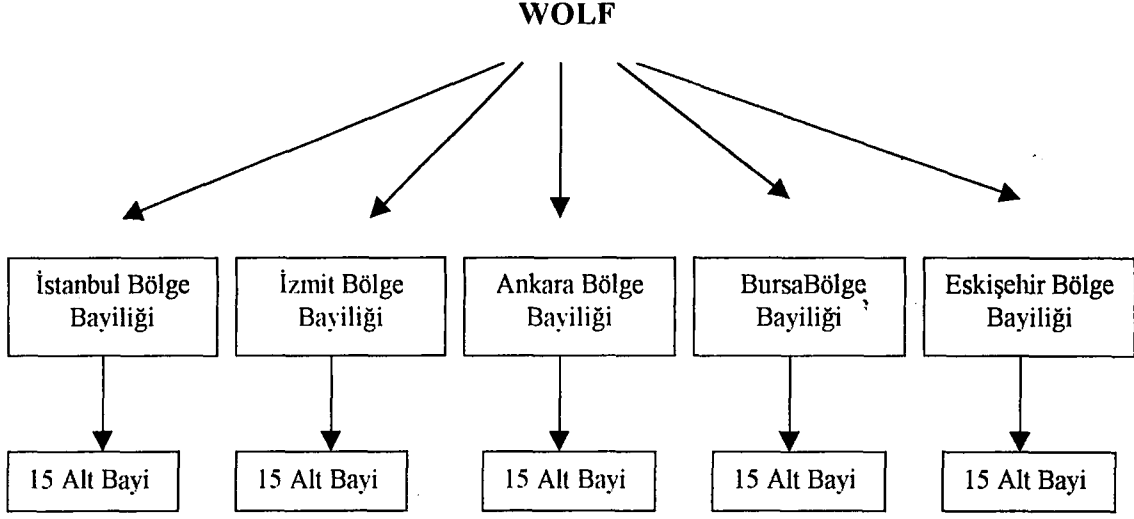 WOLF
İstanbul Bölge
Bayiliği
İzmit Bölge
Bayiliği
Ankara Bölge
Bayiliği
BursaBölge
Bayiliği
Eskişehir Bölge
Bayiliği
15 Alt Bayi
15 Alt Bayi
15 Alt Bayi
15 Alt Bayi
15 Alt Bayi